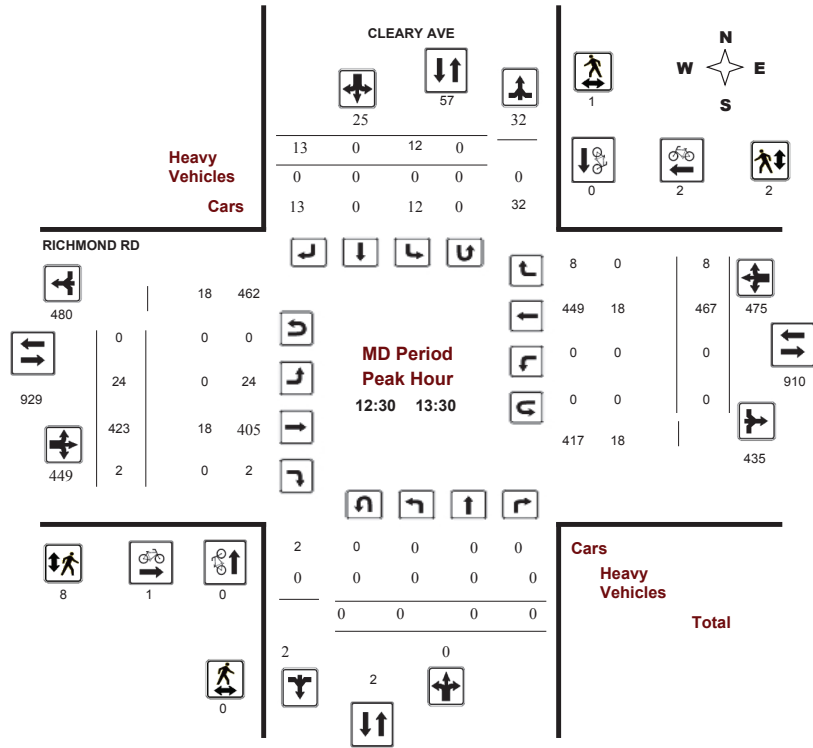 CLEARY AVE
N
W E
S
57
1
25 32
13 0 12 0
Heavy
Vehicles
0 0 0 0 0
0 2 2
Cars
13 0 12 0 32
RICHMOND RD
8 0 8
480
18 462
449 18 467 475
0 0 0
MD Period
0 0 0
929
24 0 24
Peak Hour
910
12:30 13:30
0 0 0
423 18 405
417 18
435
449
2 0 2
2 0 0 0 0
Cars
0 0 0 0 0
Heavy
Vehicles
8 1 0
0 0 0 0
Total
2 0
2
0